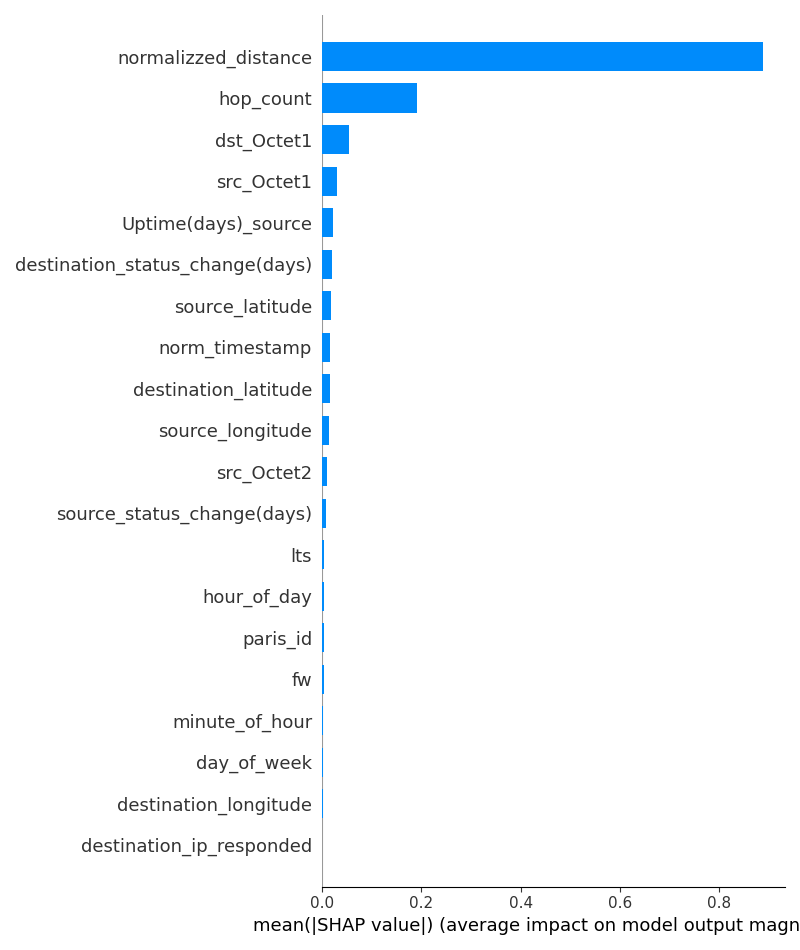 normalizzed_distance
hop_count
dst_Octet1
src_Octet1
Uptime(days)_source
destination_status_change(days)
source_latitude
norm_timestamp
destination_latitude
source_longitude
src_Octet2
source_status_change(days)
lts
hour_of_day
paris_id
fw
minute_of_hour
day_of_week
destination_longitude
destination_ip_responded
0.0 0.2 0.4 0.6 0.8
mean(|SHAP value|) (average impact on model output magn